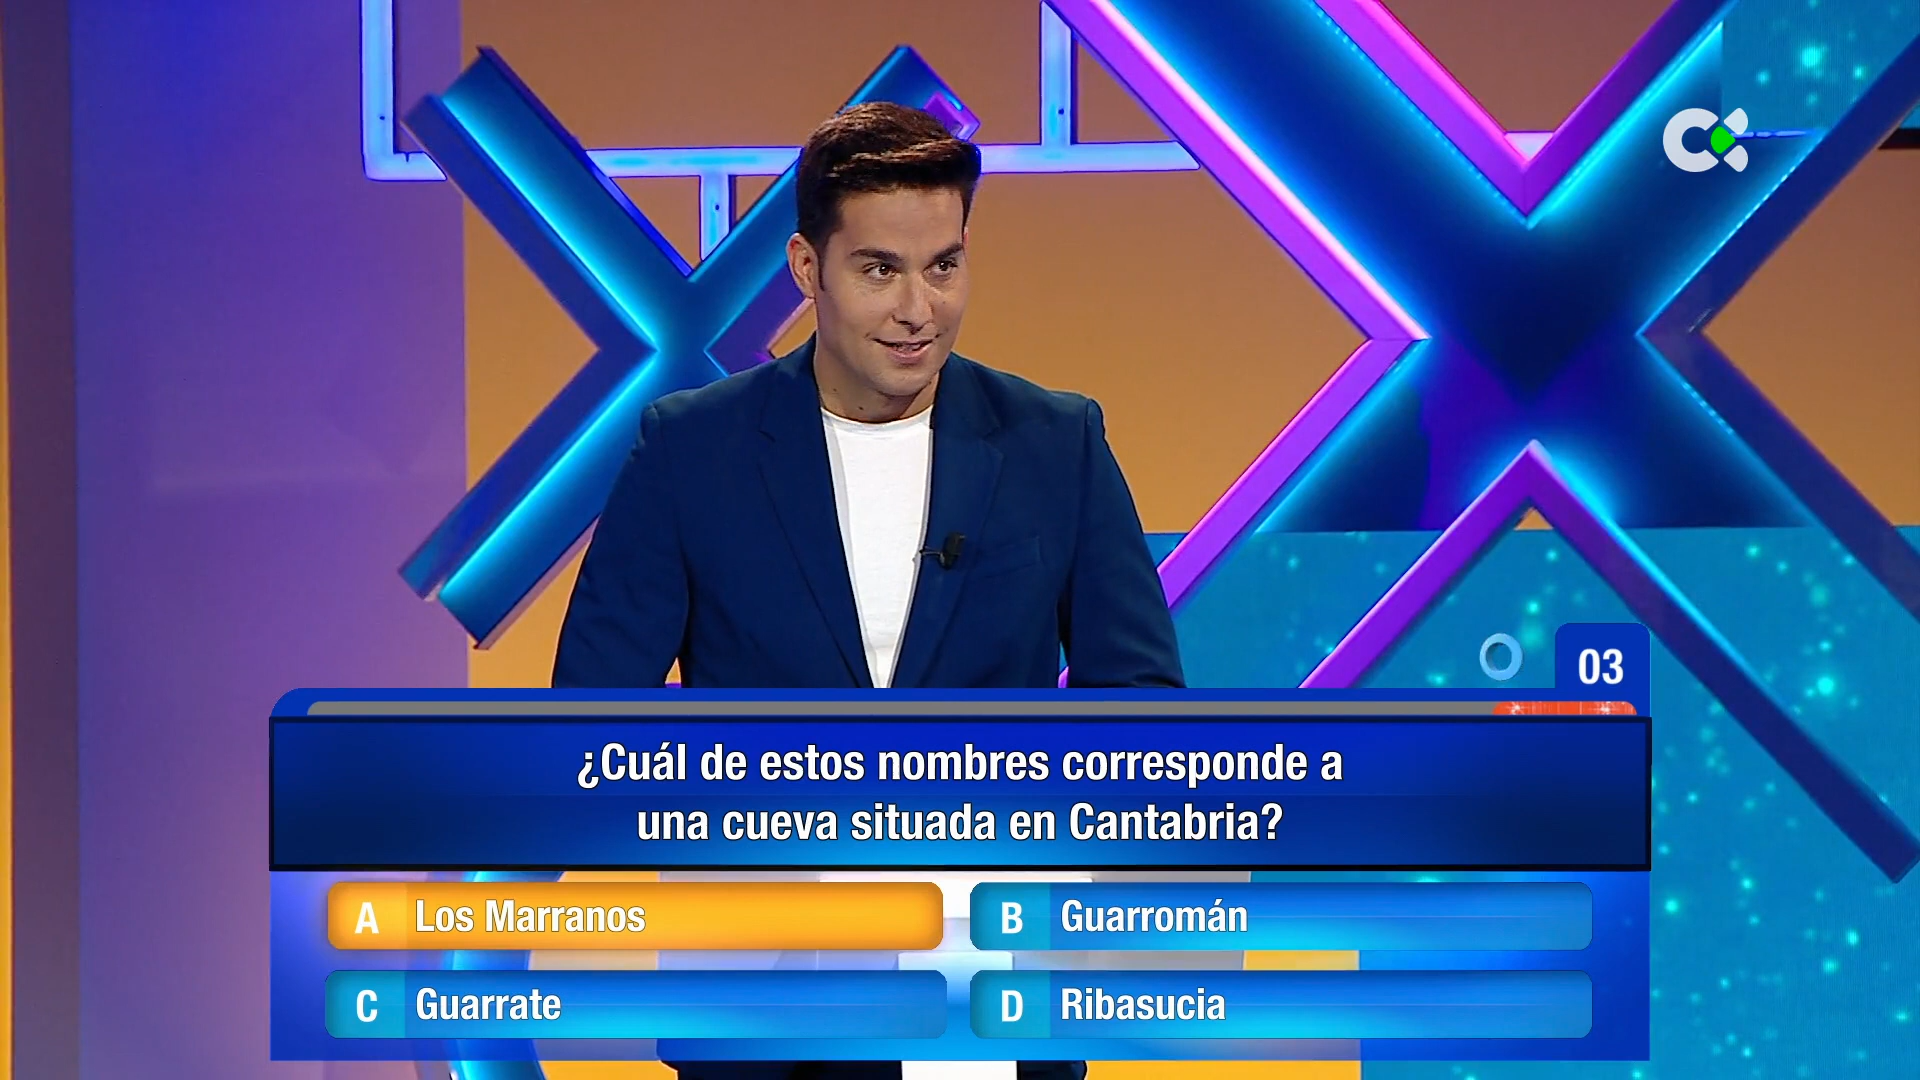 03
¿Cuál de estos nombres corresponde a
una cueva situada en Cantabria?
A Los Marranos
B Guarromán
C Guarrate
D Ribasucia